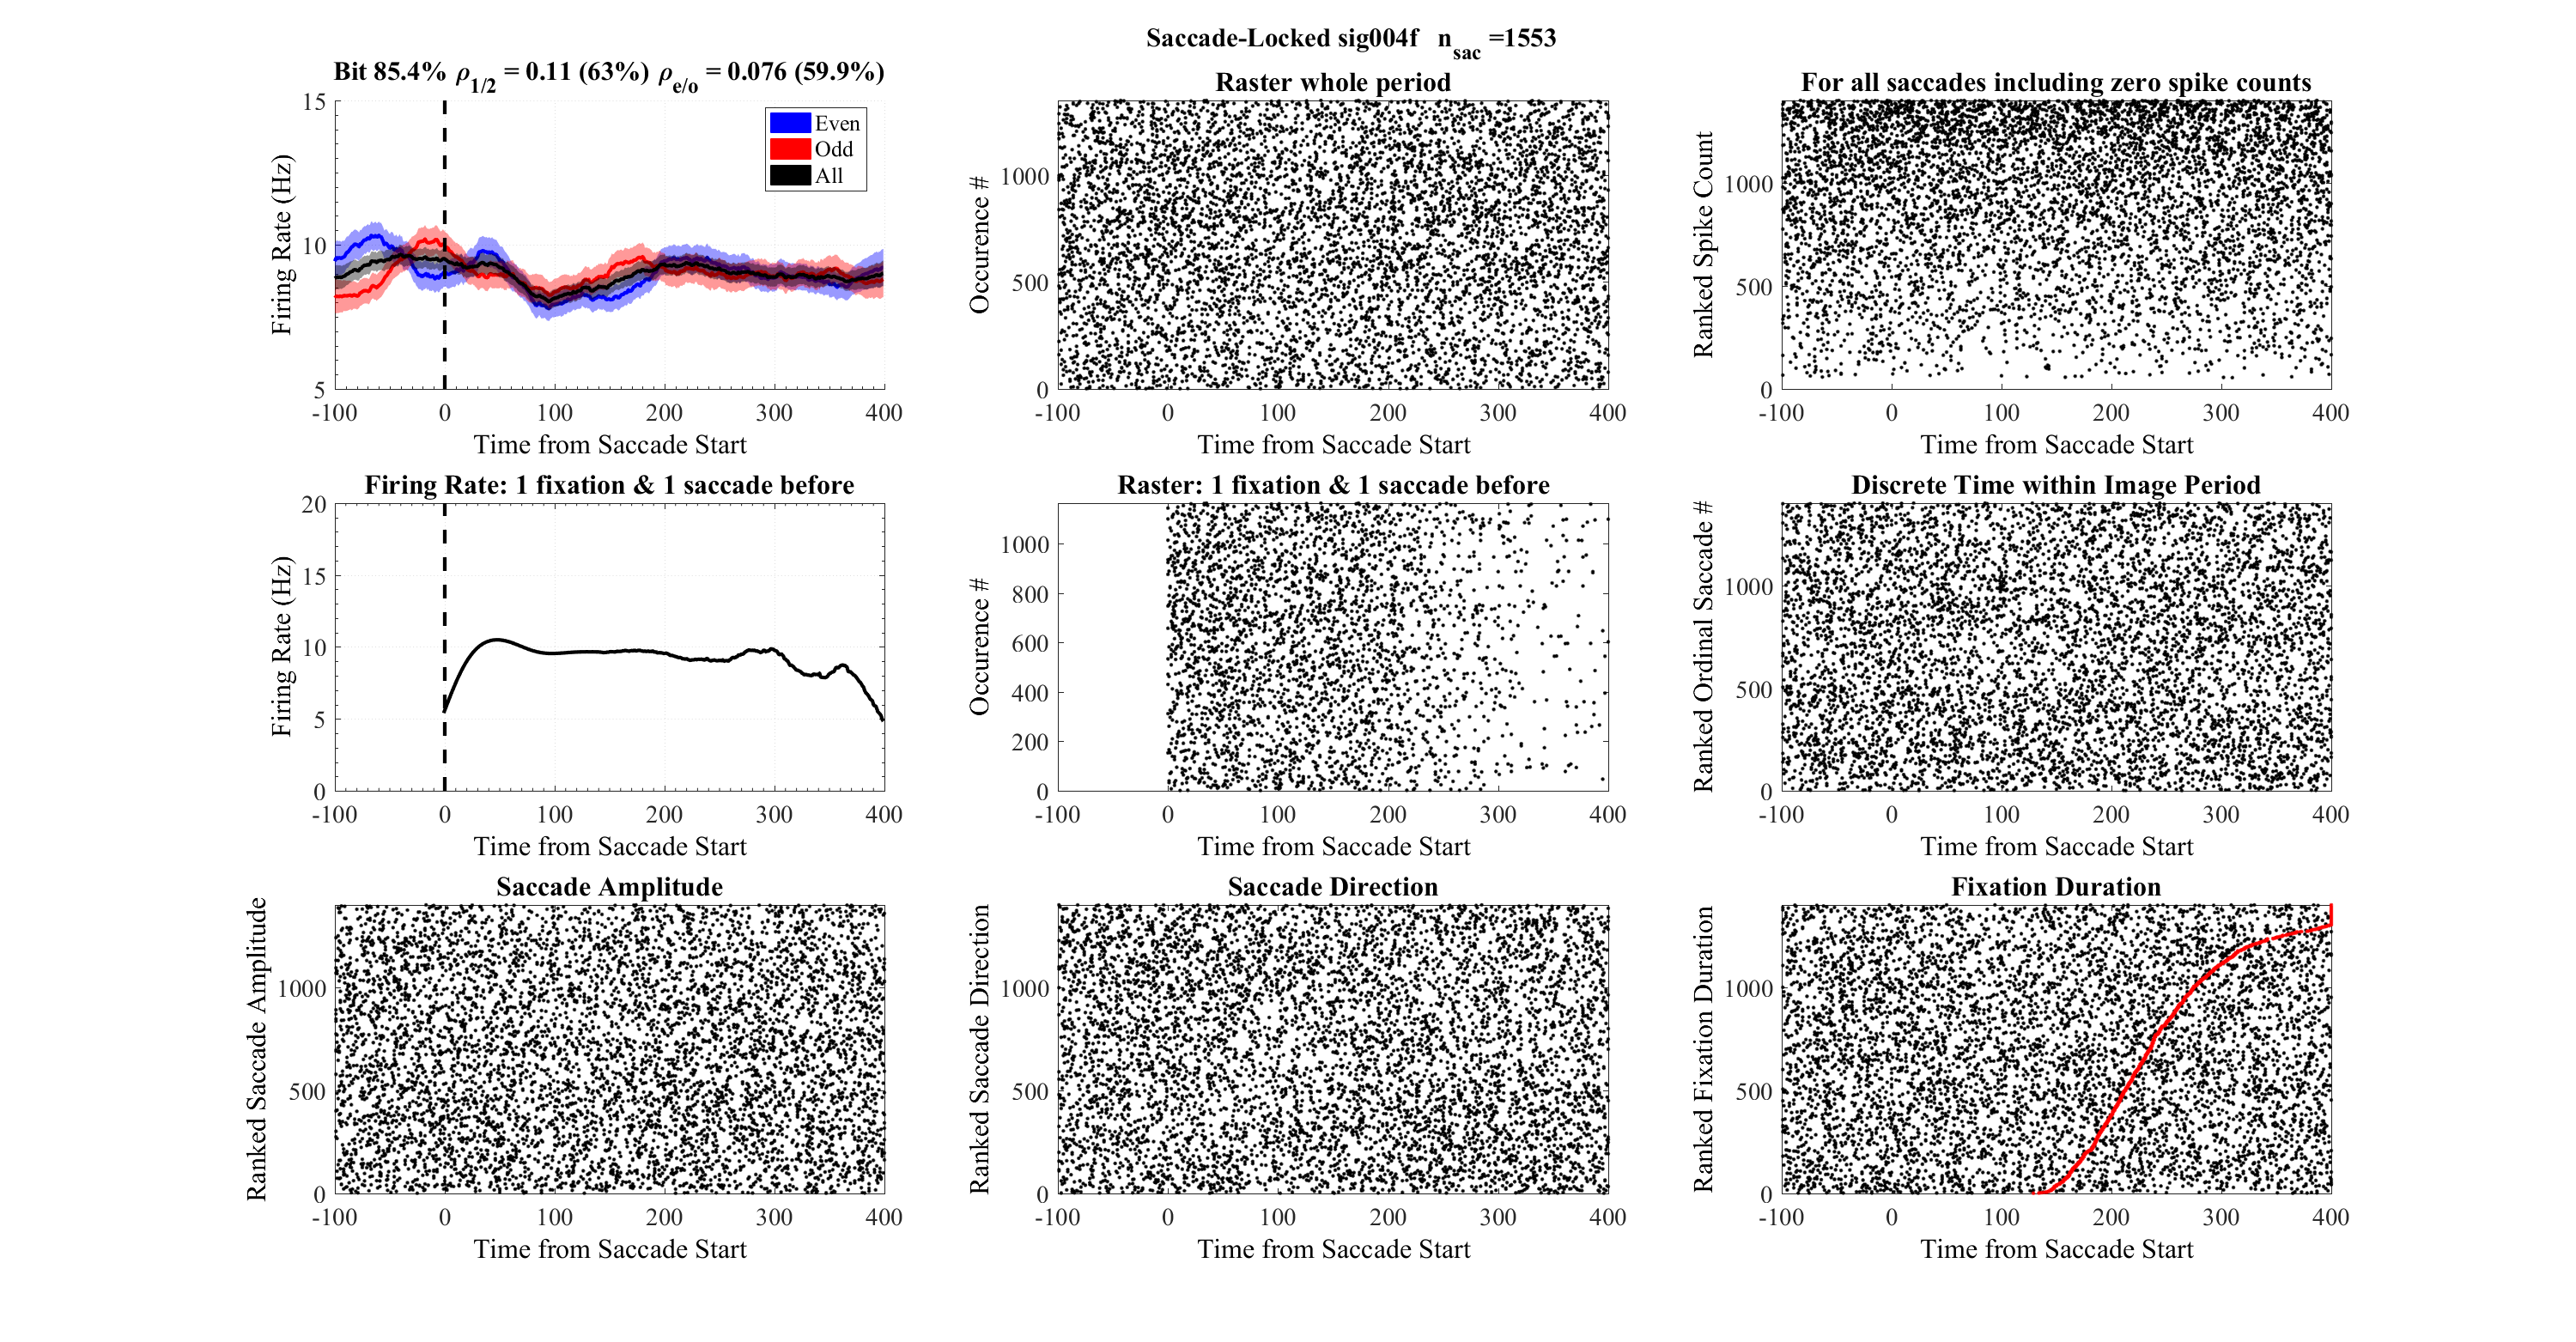 Saccade-Locked sig004f n_sac =1553
Bit 85.4% ρ_1/2 = 0.11 (63%) ρ_e/o = 0.076 (59.9%)
15
10
5
Firing Rate (Hz)
Even
Odd
All
-100 0 100 200 300 400
Time from Saccade Start
Raster whole period
1000
500
0
Occurence #
-100 0 100 200 300 400
Time from Saccade Start
For all saccades including zero spike counts
1000
500
0
Ranked Spike Count
-100 0 100 200 300 400
Time from Saccade Start
Firing Rate: 1 fixation & 1 saccade before
20
15
10
5
0
Firing Rate (Hz)
-100 0 100 200 300 400
Time from Saccade Start
Raster: 1 fixation & 1 saccade before
1000
800
600
400
200
0
Occurence #
-100 0 100 200 300 400
Time from Saccade Start
Discrete Time within Image Period
1000
500
0
Ranked Ordinal Saccade #
-100 0 100 200 300 400
Time from Saccade Start
Saccade Amplitude
1000
500
0
Ranked Saccade Amplitude
-100 0 100 200 300 400
Time from Saccade Start
Saccade Direction
1000
500
0
Ranked Saccade Direction
-100 0 100 200 300 400
Time from Saccade Start
Fixation Duration
1000
500
0
Ranked Fixation Duration
-100 0 100 200 300 400
Time from Saccade Start